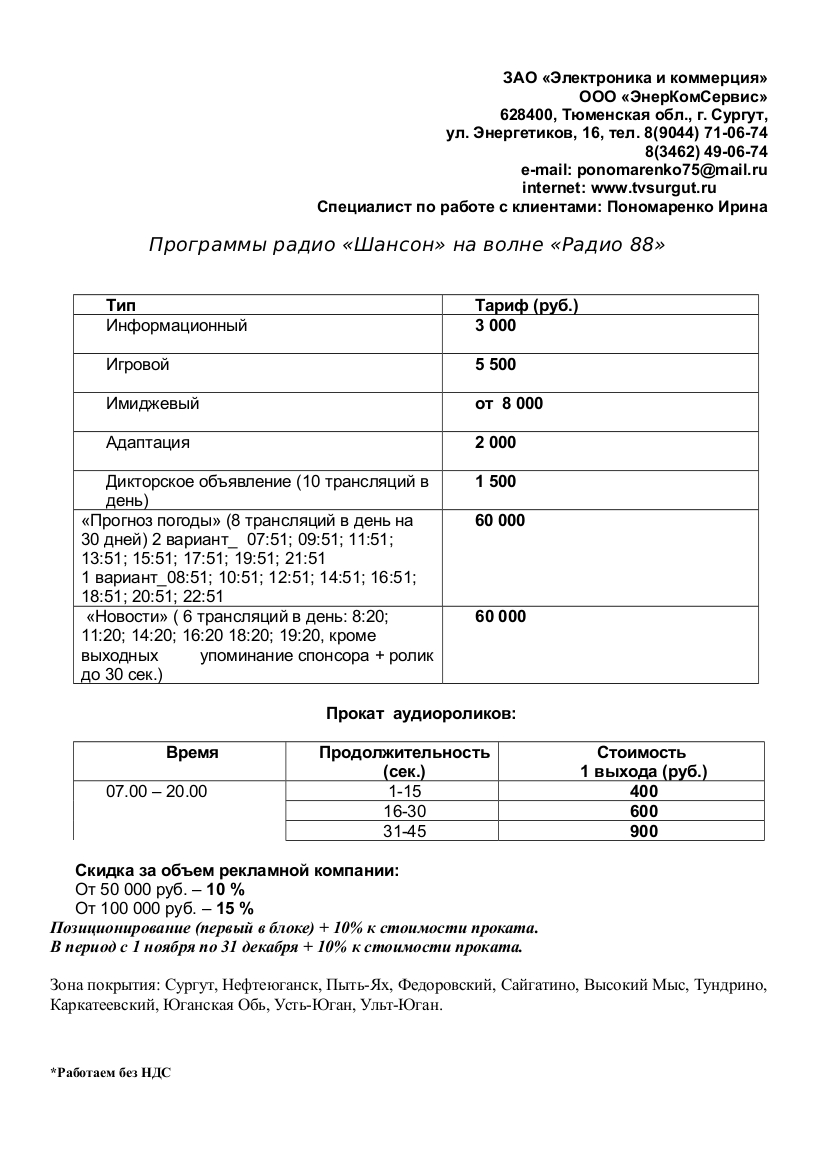 ЗАО «Электроника и коммерция»
ООО «ЭнерКомСервис»
628400, Тюменская обл., г. Сургут,
ул. Энергетиков, 16, тел. 8(9044) 71-06-74
8(3462) 49-06-74
e-mail: ponomarenko75@mail.ru
internet: www.tvsurgut.ru
Специалист по работе с клиентами: Пономаренко Ирина
Программы радио «Шансон» на волне «Радио 88»
Тип Тариф (руб.)
Информационный 3 000
Игровой 5 500
Имиджевый от 8 000
Адаптация 2 000
Дикторское объявление (10 трансляций в 1 500
день)
«Прогноз погоды» (8 трансляций в день на 60 000
30 дней) 2 вариант_ 07:51; 09:51; 11:51;
13:51; 15:51; 17:51; 19:51; 21:51
1 вариант_08:51; 10:51; 12:51; 14:51; 16:51;
18:51; 20:51; 22:51
«Новости» ( 6 трансляций в день: 8:20; 60 000
11:20; 14:20; 16:20 18:20; 19:20, кроме
выходных упоминание спонсора + ролик
до 30 сек.)
Прокат аудиороликов:
Время Продолжительность Стоимость
(сек.) 1 выхода (руб.)
07.00 – 20.00 1-15 400
16-30 600
31-45 900
Скидка за объем рекламной компании:
От 50 000 руб. – 10 %
От 100 000 руб. – 15 %
Позиционирование (первый в блоке) + 10% к стоимости проката.
В период с 1 ноября по 31 декабря + 10% к стоимости проката.
Зона покрытия: Сургут, Нефтеюганск, Пыть-Ях, Федоровский, Сайгатино, Высокий Мыс, Тундрино,
Каркатеевский, Юганская Обь, Усть-Юган, Ульт-Юган.
*Работаем без НДС